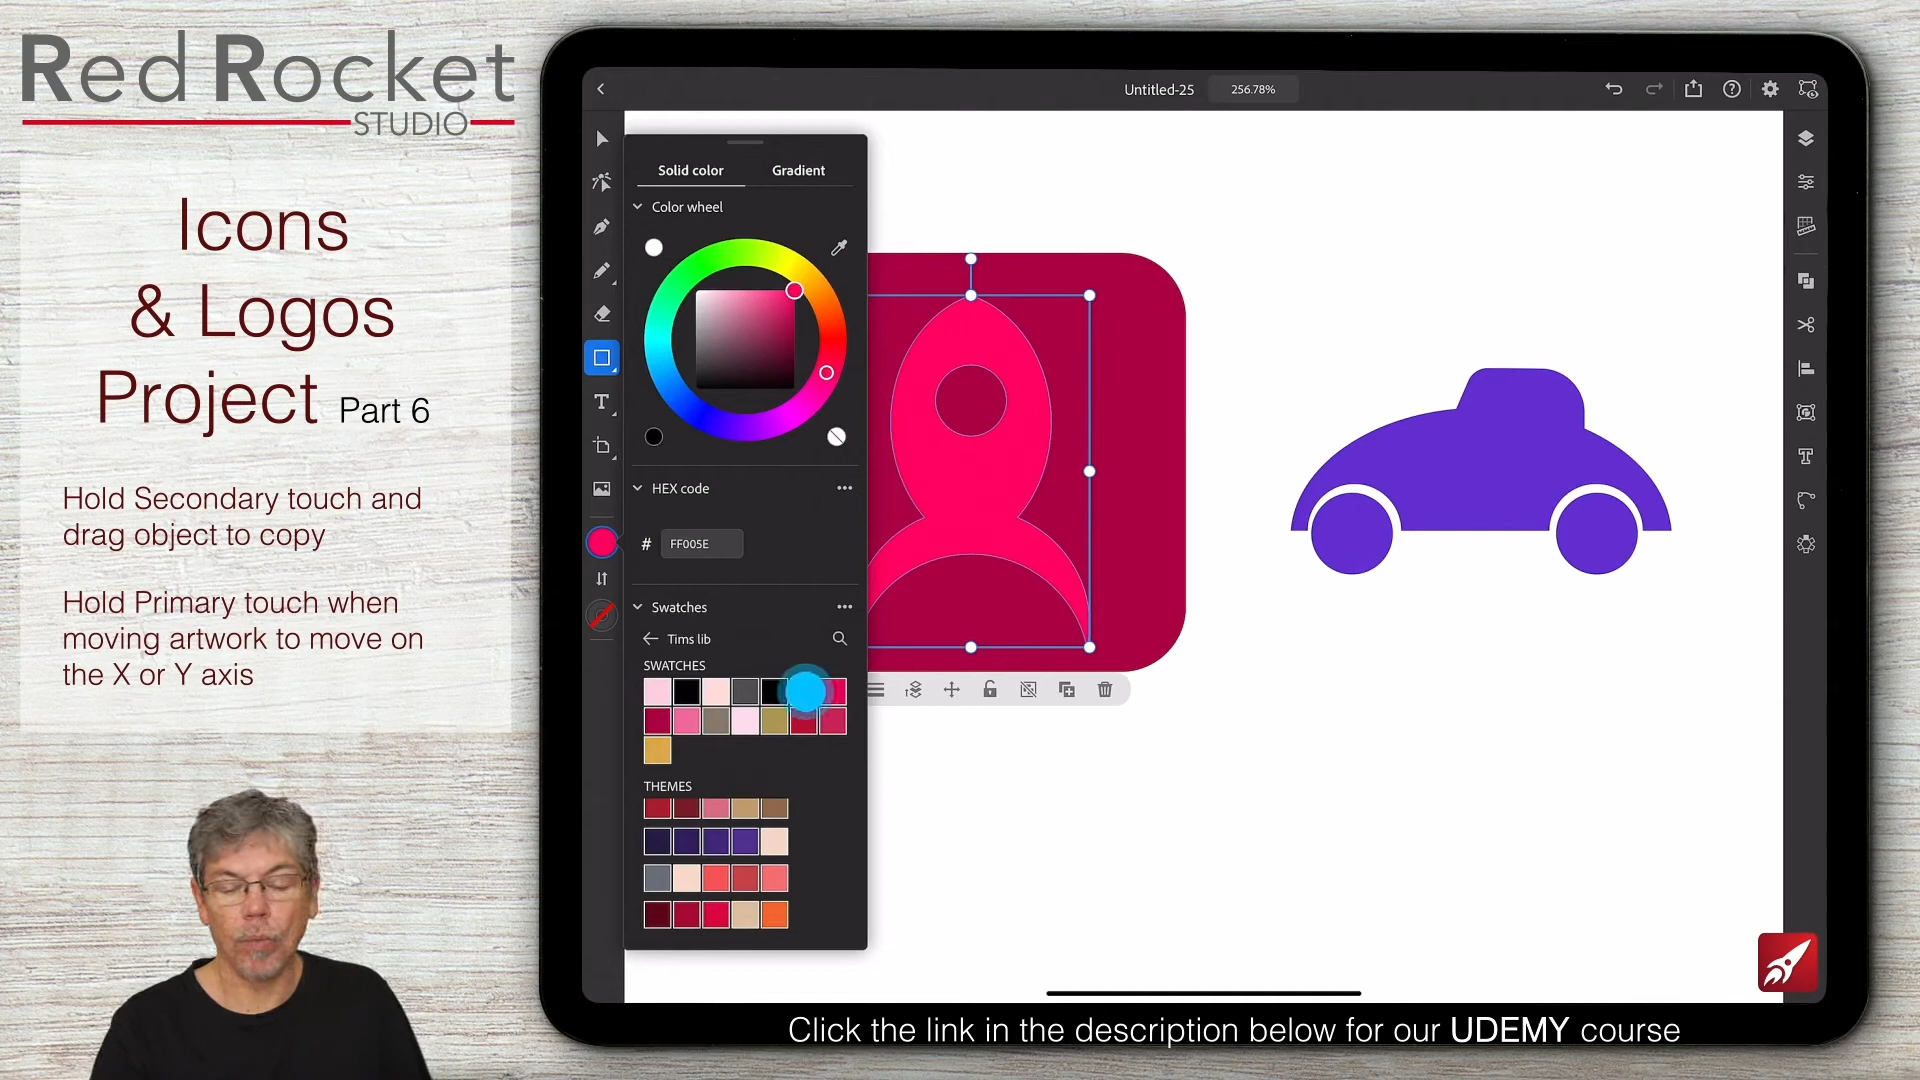 Red Rocket
STUDIO
Icons
& Logos
Project Part 6
Hold Secondary touch and
drag object to copy
Hold Primary touch when
moving artwork to move on
the X or Y axis
Untitled-25
256.78%
Solid color
Gradient
Color wheel
HEX code
# FF005E
Swatches
Tims lib
SWATCHES
THEMES
Click the link in the description below for our UDEMY course